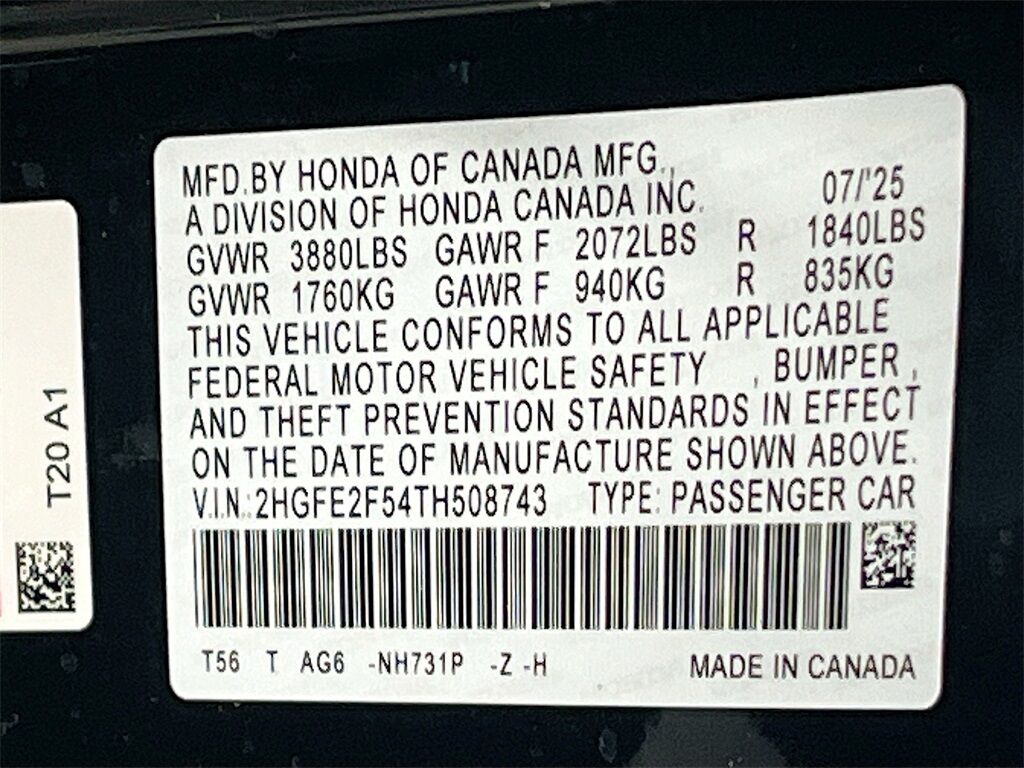 MFD. BY HONDA OF CANADA MFG.,
A DIVISION OF HONDA CANADA INC. 07/'25
GVWR 3880LBS GAWR F 2072LBS R 1840LBS
GVWR 1760KG GAWR F 940KG R 835KG
THIS VEHICLE CONFORMS TO ALL APPLICABLE
FEDERAL MOTOR VEHICLE SAFETY , BUMPER ,
AND THEFT PREVENTION STANDARDS IN EFFECT
ON THE DATE OF MANUFACTURE SHOWN ABOVE.
V.I.N.:2HGFE2F54TH508743 TYPE: PASSENGER CAR
T56 T AG6 -NH731P -Z -H MADE IN CANADA
T20 A1